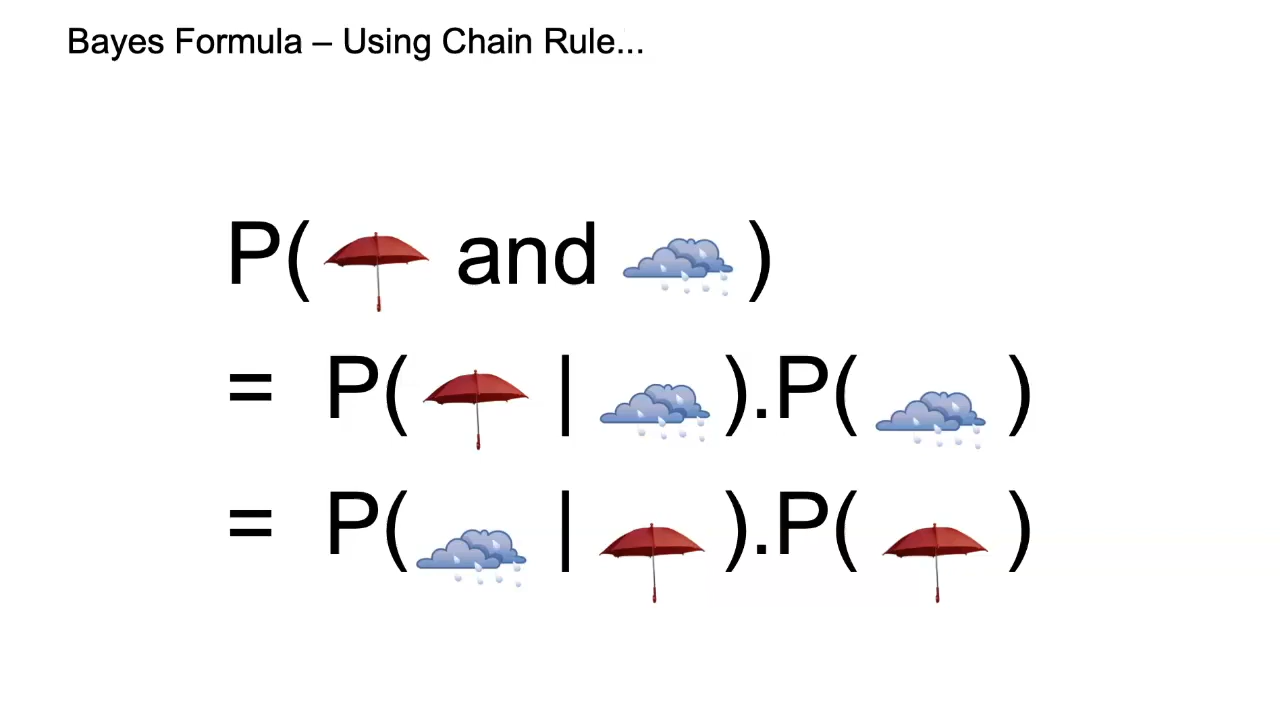 Bayes Formula – Using Chain Rule...
P( and )
= P( | ).P( )
= P( | ).P( )